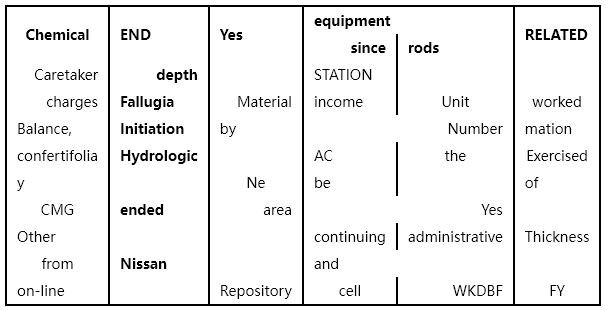 Chemical END Yes equipment RELATED
since rods
Caretaker depth STATION
charges Fallugia Material income Unit worked
Balance, Initiation by Number mation
confertifolia Hydrologic AC the Exercised
y Ne be of
CMG ended area Yes
Other continuing administrative Thickness
from Nissan and
on-line Repository cell WKDBF FY